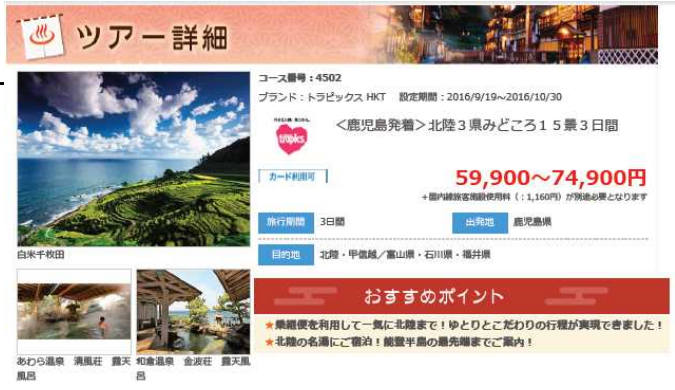 ツアー詳細
コース番号：4502
ブランド：トラピックス HKT 設定期間：2016/9/19～2016/10/30
＜鹿児島発着＞北陸３県みどころ１５景３日間
trapics
カード利用可
59,900～74,900円
＋国内線旅客施設使用料（：1,160円）が別途必要となります
旅行期間 3日間 出発地 鹿児島県
目的地 北陸・甲信越／富山県・石川県・福井県
白米千枚田
おすすめポイント
★乗継便を利用して一気に北陸まで！ゆとりとこだわりの行程が実現できました！
★北陸の名湯にご宿泊！能登半島の最先端までご案内！
あわら温泉 清風荘 露天風呂
和倉温泉 金波荘 露天風呂